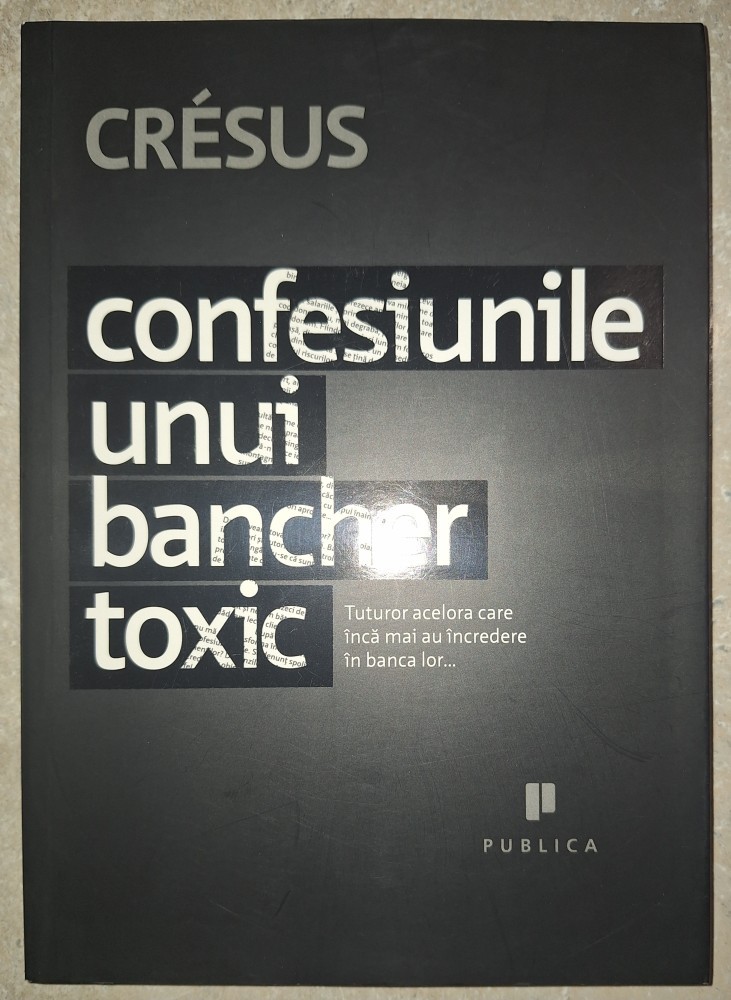 CRÉSUS
confesiunile
unui
bancher
toxic
Tuturor acelora care
încă mai au încredere
în banca lor...
PUBLICA